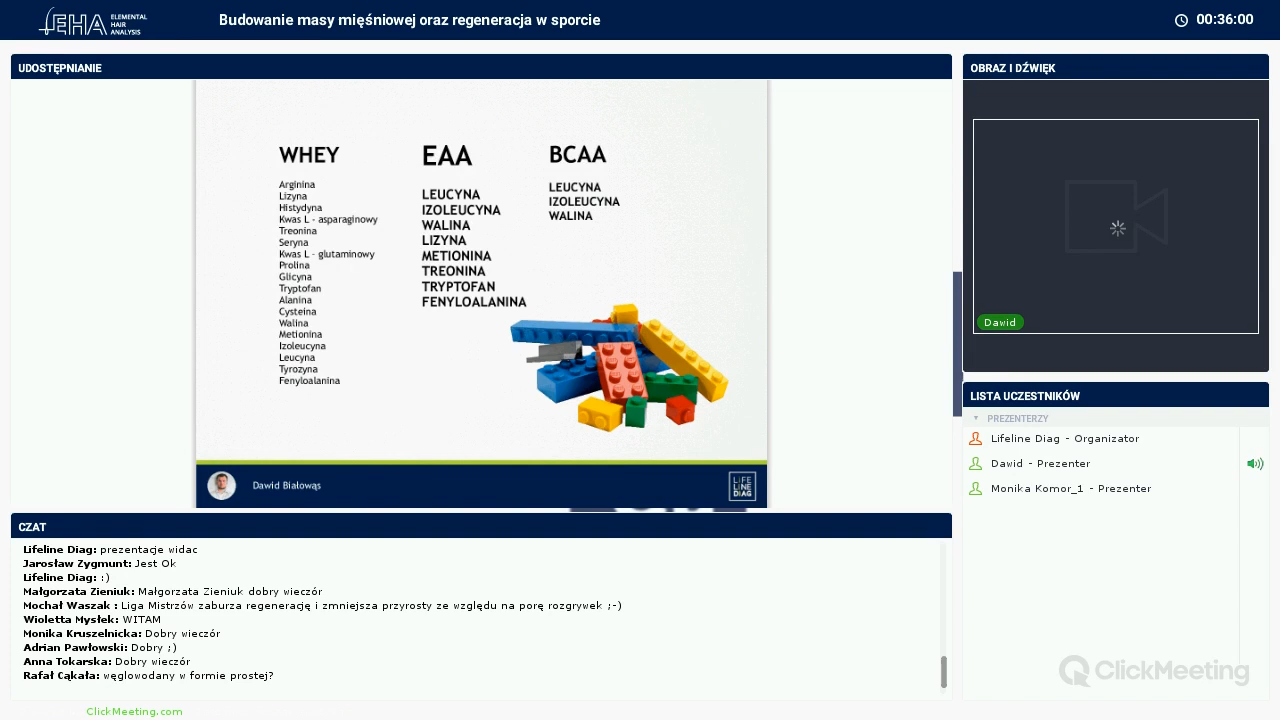 EHA ELEMENTAL
HAIR
ANALYSIS
Budowanie masy mięśniowej oraz regeneracja w sporcie
00:36:00
UDOSTĘPNIANIE
WHEY
Arginina
Lizyna
Histydyna
Kwas L - asparaginowy
Treonina
Seryna
Kwas L - glutaminowy
Prolina
Glicyna
Tryptofan
Alanina
Cysteina
Walina
Metionina
Izoleucyna
Leucyna
Tyrozyna
Fenyloalanina
EAA
LEUCYNA
IZOLEUCYNA
WALINA
LIZYNA
METIONINA
TREONINA
TRYPTOFAN
FENYLOALANINA
BCAA
LEUCYNA
IZOLEUCYNA
WALINA
Dawid Białowąs
LIFE
LINE
DIAG
OBRAZ I DŹWIĘK
Dawid
LISTA UCZESTNIKÓW
PREZENTERZY
Lifeline Diag - Organizator
Dawid - Prezenter
Monika Komor_1 - Prezenter
CZAT
Lifeline Diag: prezentacje widac
Jarosław Zygmunt: Jest Ok
Lifeline Diag: :)
Małgorzata Zieniuk: Małgorzata Zieniuk dobry wieczór
Mochał Waszak : Liga Mistrzów zaburza regenerację i zmniejsza przyrosty ze względu na porę rozgrywek ;-)
Wioletta Mysłek: WITAM
Monika Kruszelnicka: Dobry wieczór
Adrian Pawłowski: Dobry ;)
Anna Tokarska: Dobry wieczór
Rafał Cąkała: węglowodany w formie prostej?
ClickMeeting
ClickMeeting.com